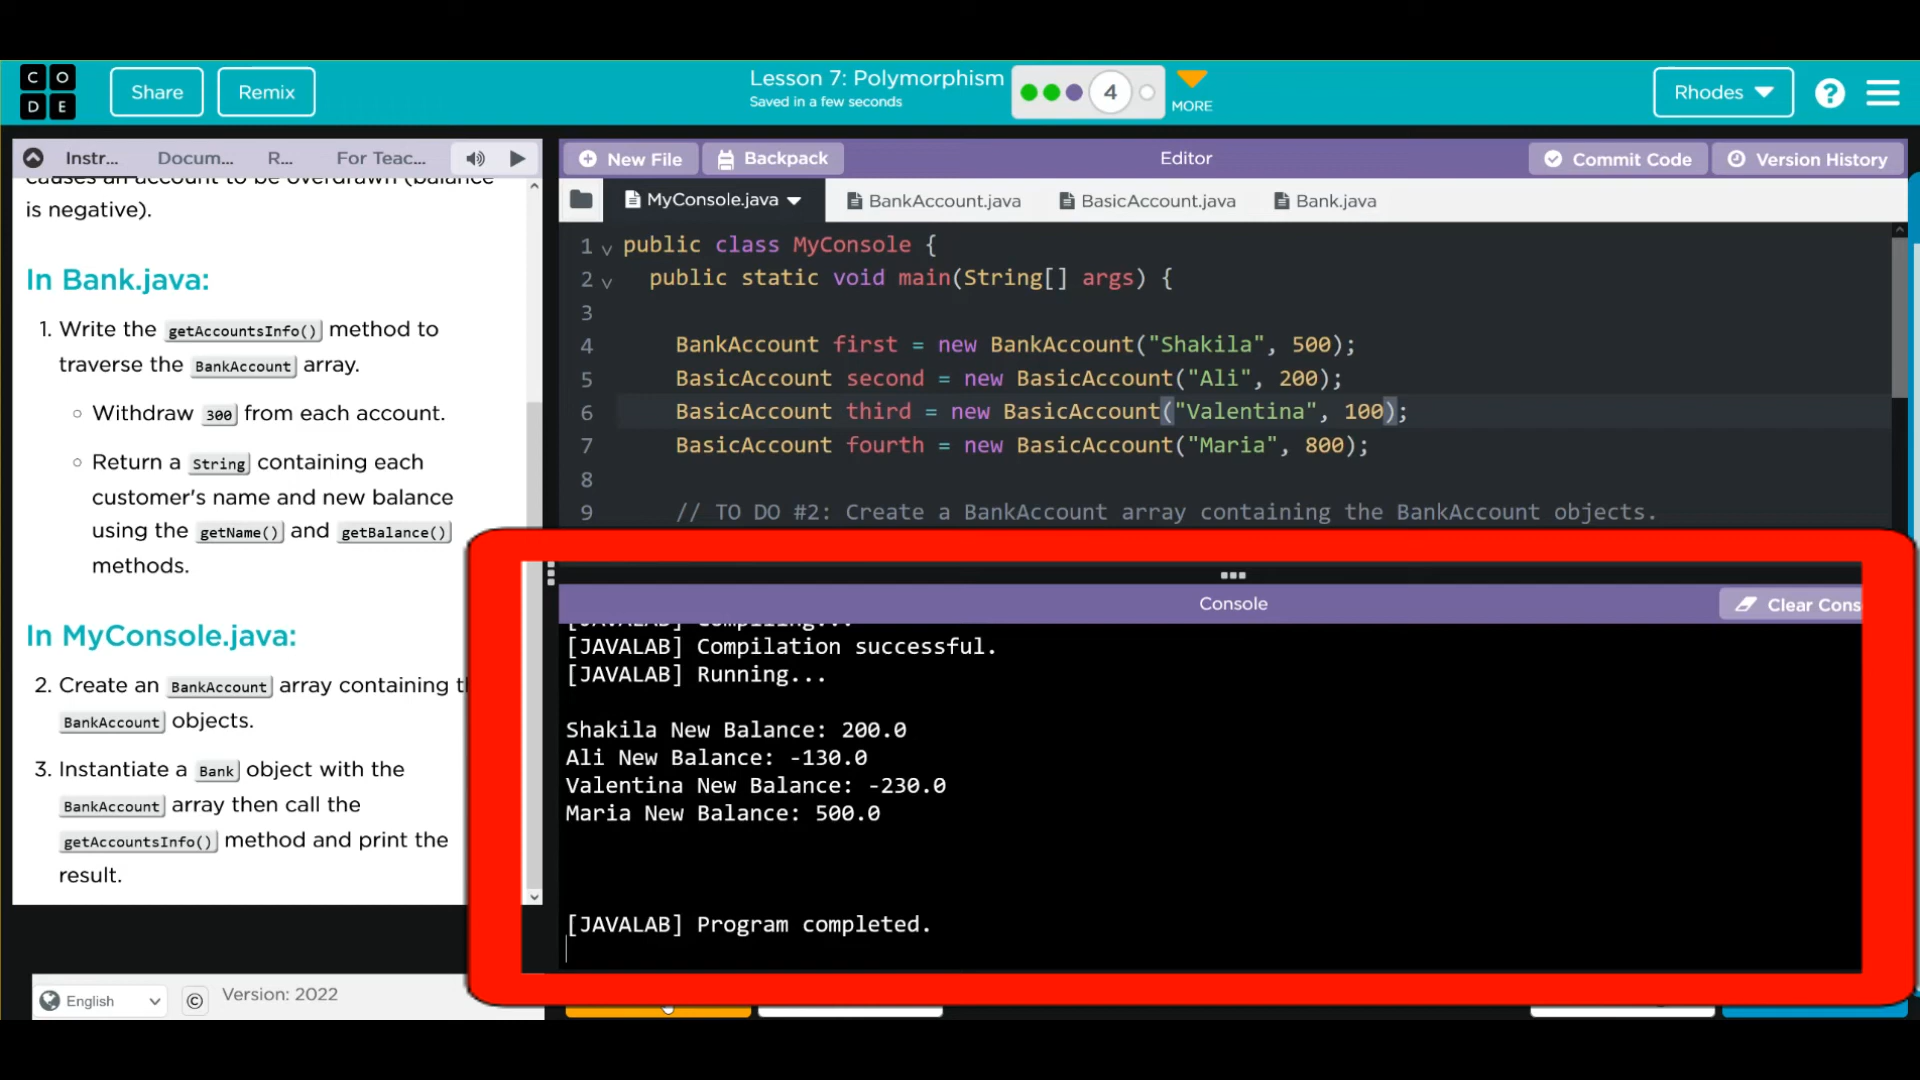 C O D E
Share
Remix
Lesson 7: Polymorphism
Saved in a few seconds
4
MORE
Rhodes
?
Instr...
Docum...
R...
For Teac...
New File
Backpack
Editor
Commit Code
Version History
causes an account to be overdrawn (balance
is negative).
In Bank.java:
1. Write the getAccountsInfo() method to
traverse the BankAccount array.
Withdraw 300 from each account.
Return a String containing each
customer's name and new balance
using the getName() and getBalance()
methods.
In MyConsole.java:
2. Create an BankAccount array containing
BankAccount objects.
3. Instantiate a Bank object with the
BankAccount array then call the
getAccountsInfo() method and print the
result.
MyConsole.java
BankAccount.java
BasicAccount.java
Bank.java
1 public class MyConsole {
2 public static void main(String[] args) {
3
4 BankAccount first = new BankAccount("Shakila", 500);
5 BasicAccount second = new BasicAccount("Ali", 200);
6 BasicAccount third = new BasicAccount("Valentina", 100);
7 BasicAccount fourth = new BasicAccount("Maria", 800);
8
9 // TO DO #2: Create a BankAccount array containing the BankAccount objects.
Console
Clear Cons
[JAVALAB] Compiling...
[JAVALAB] Compilation successful.
[JAVALAB] Running...
Shakila New Balance: 200.0
Ali New Balance: -130.0
Valentina New Balance: -230.0
Maria New Balance: 500.0
[JAVALAB] Program completed.
English
©
Version: 2022